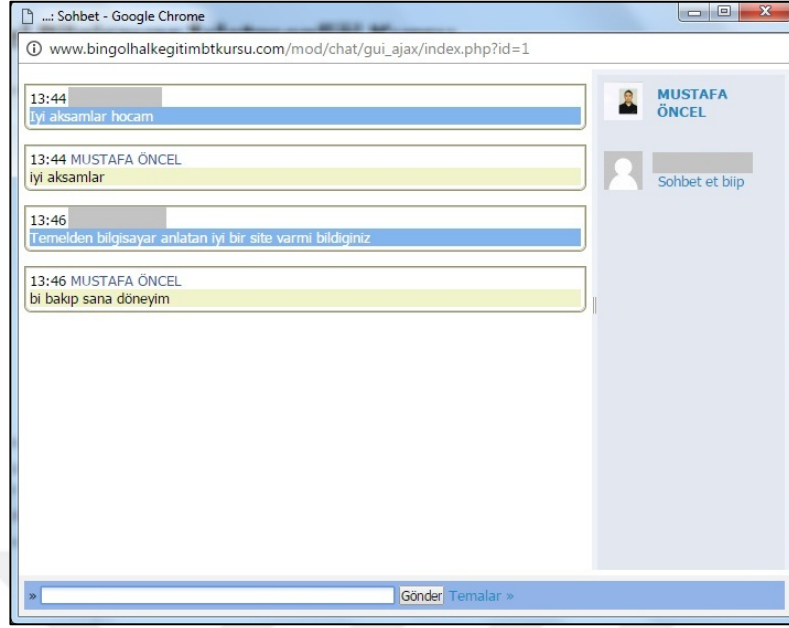 ...: Sohbet - Google Chrome
www.bingolhalkegitimbtkursu.com/mod/chat/gui_ajax/index.php?id=1
13:44
Iyi aksamlar hocam
13:44 MUSTAFA ÖNCEL
iyi aksamlar
13:46
Temelden bilgisayar anlatan iyi bir site varmi bildiginiz
13:46 MUSTAFA ÖNCEL
bi bakıp sana döneyim
MUSTAFA
ÖNCEL
Sohbet et biip
» Gönder Temalar »